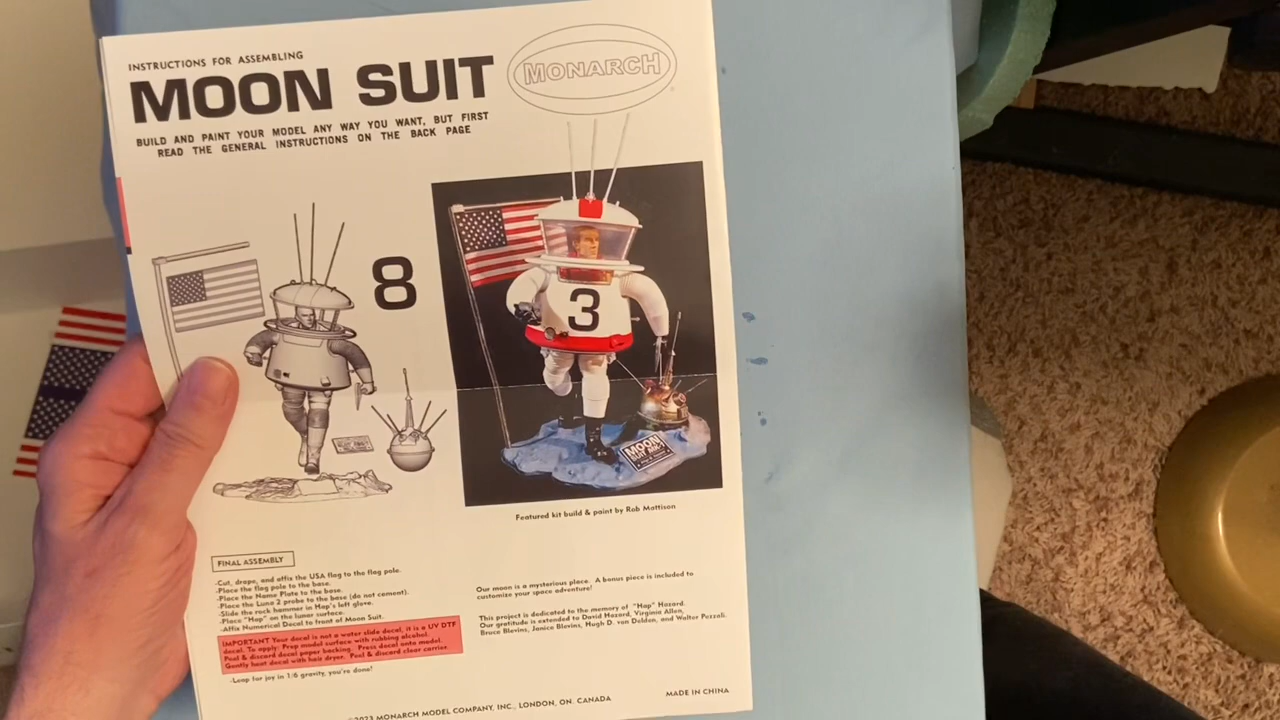 INSTRUCTIONS FOR ASSEMBLING
MOON SUIT
MONARCH
BUILD AND PAINT YOUR MODEL ANY WAY YOU WANT, BUT FIRST
READ THE GENERAL INSTRUCTIONS ON THE BACK PAGE
8
3
MOON
SUIT
Featured kit build & paint by Rob Mattison
FINAL ASSEMBLY
-Cut, drape, and affix the USA flag to the flag pole.
-Place the flag pole to the base.
-Place the Name Plate to the base.
-Place the Luna 2 probe to the base (do not cement).
-Slide the rock hammer in Hap's left glove.
-Place "Hap" on the lunar surface.
-Affix Numerical Decal to front of Moon Suit.
IMPORTANT Your decal is not a water slide decal, it is a UV DTF
decal. To apply: Prep model surface with rubbing alcohol.
Peel & discard decal paper backing. Press decal onto model.
Gently heat decal with hair dryer. Peel & discard clear carrier.
-Leap for joy in 1/6 gravity, you're done!
Our moon is a mysterious place. A bonus piece is included to
customize your space adventure!
This project is dedicated to the memory of "Hap" Hazard.
Our gratitude is extended to David Hazard, Virginia Allen,
Bruce Blevins, Janice Blevins, Hugh D. van Delden, and Walter Pozzali.
©2023 MONARCH MODEL COMPANY, INC., LONDON, ON. CANADA
MADE IN CHINA